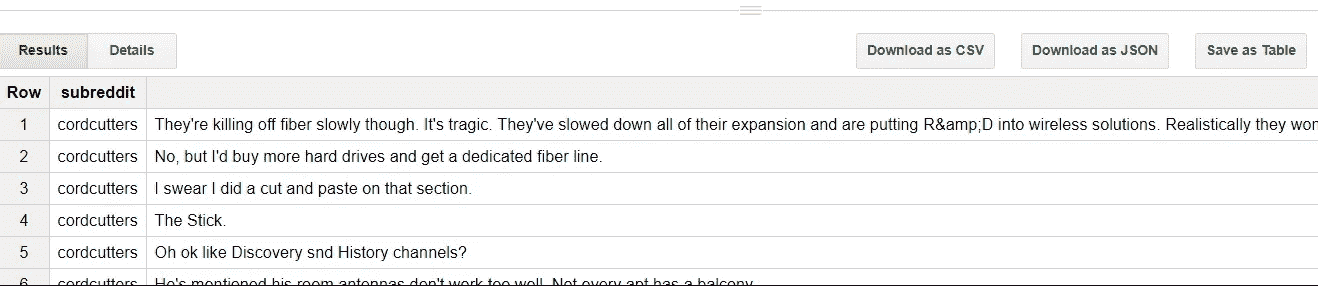 Results Details Download as CSV Download as JSON Save as Table
Row subreddit
1 cordcutters They're killing off fiber slowly though. It's tragic. They've slowed down all of their expansion and are putting R&amp;D into wireless solutions. Realistically they won
2 cordcutters No, but I'd buy more hard drives and get a dedicated fiber line.
3 cordcutters I swear I did a cut and paste on that section.
4 cordcutters The Stick.
5 cordcutters Oh ok like Discovery snd History channels?
6 cordcutters He's mentioned his room antennas don't work too well. Not every apt has a balcony.